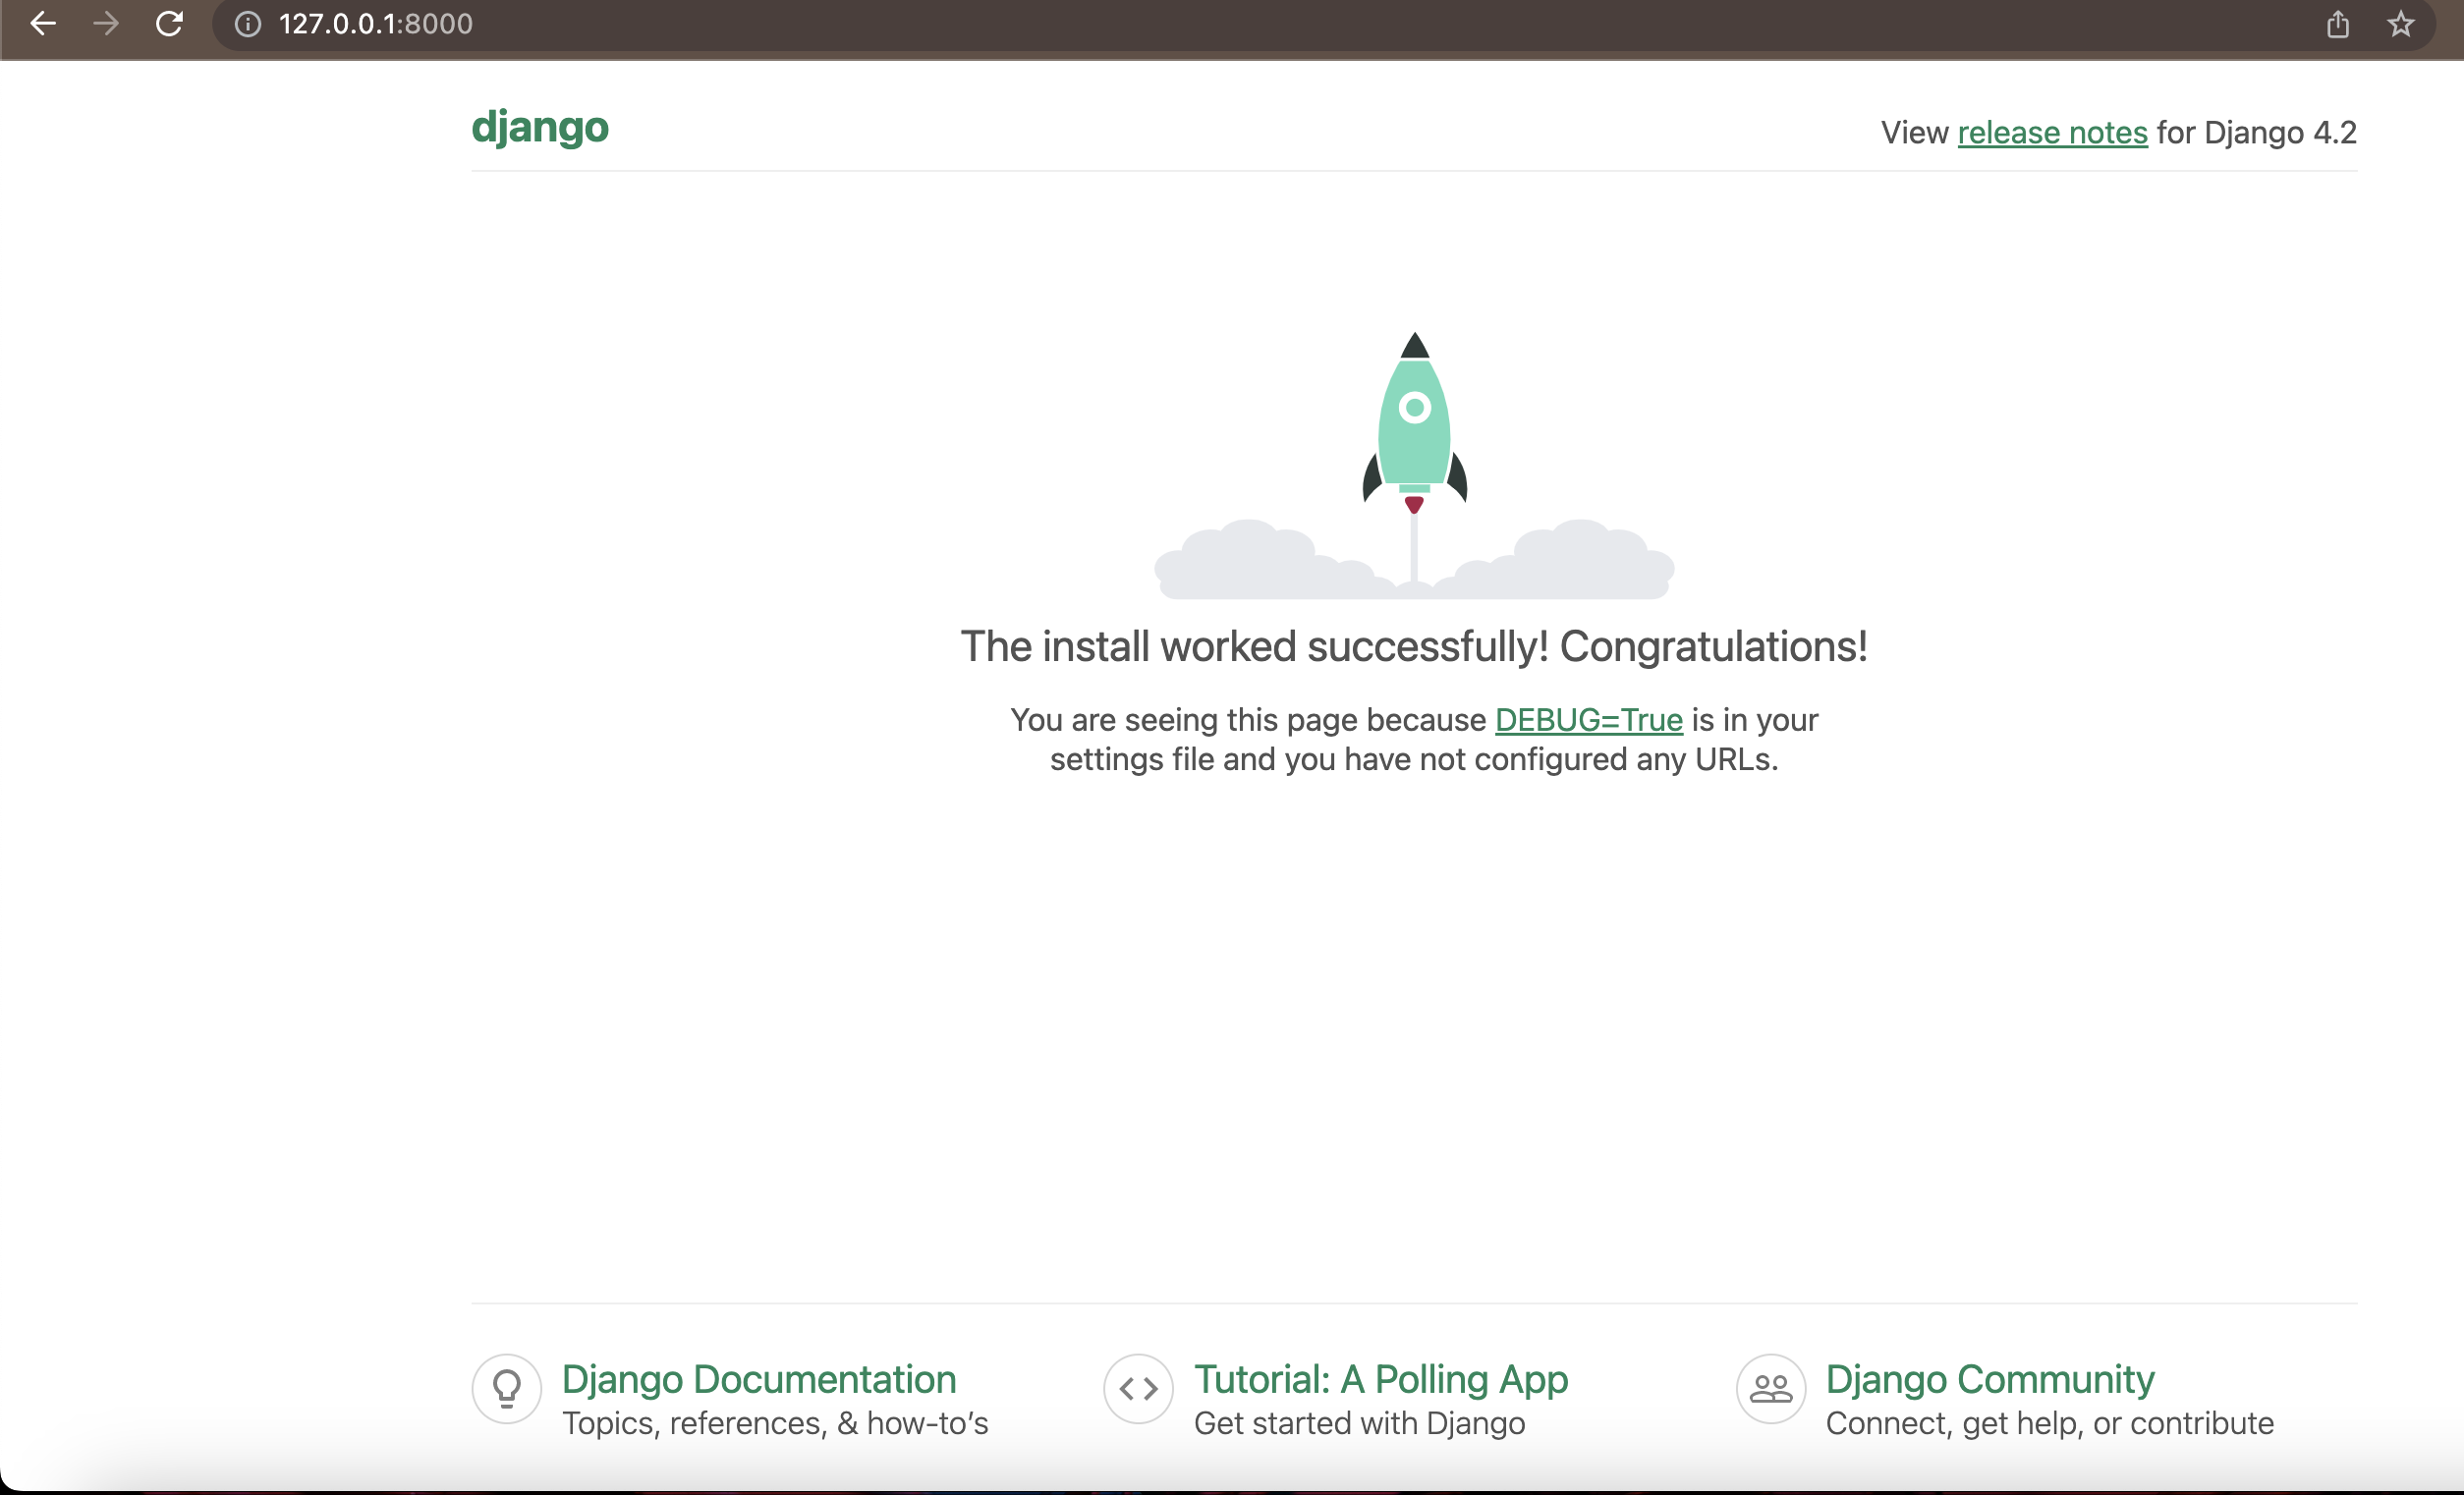 127.0.0.1:8000
django
View release notes for Django 4.2
The install worked successfully! Congratulations!
You are seeing this page because DEBUG=True is in your
settings file and you have not configured any URLs.
Django Documentation
Topics, references, & how-to’s
Tutorial: A Polling App
Get started with Django
Django Community
Connect, get help, or contribute